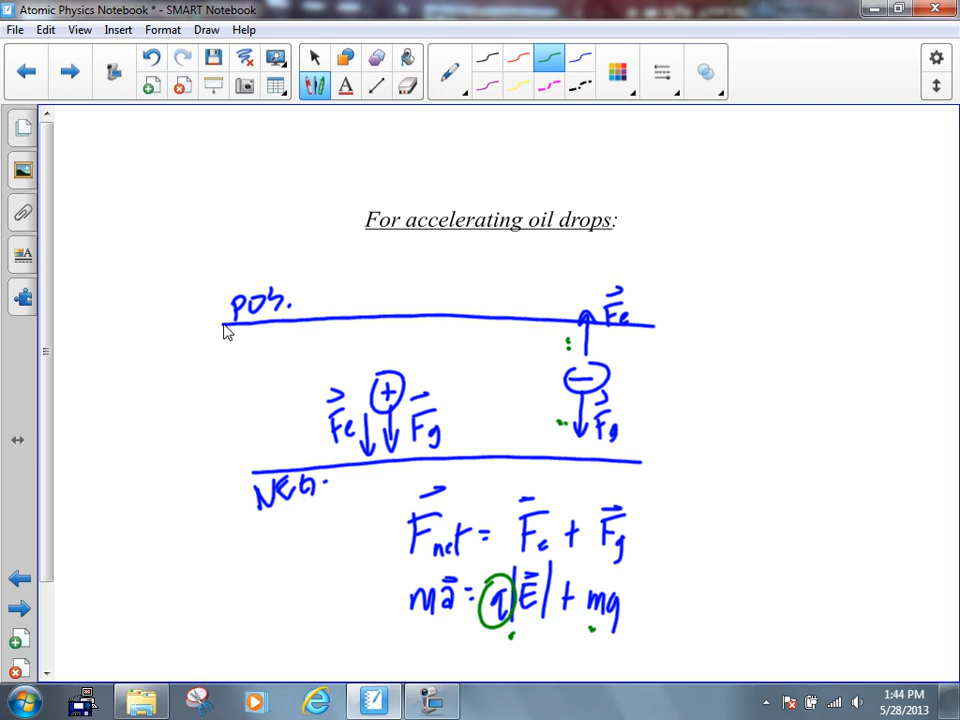 Atomic Physics Notebook * - SMART Notebook
File Edit View Insert Format Draw Help
For accelerating oil drops:
POS.
Fe
−
Fg
+
Fe Fg
NEG.
Fnet = Fe + Fg
ma = q|E| + mg
1:44 PM
5/28/2013